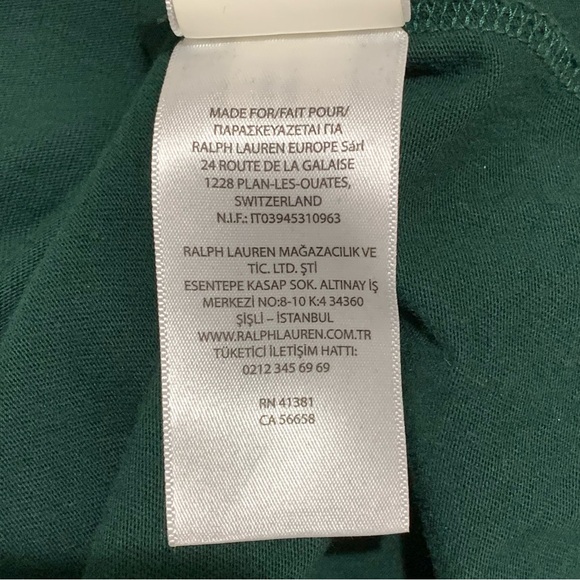 MADE FOR/FAIT POUR/
ΠΑΡΑΣΚΕΥΑΖΕΤΑΙ ΓΙΑ
RALPH LAUREN EUROPE Sárl
24 ROUTE DE LA GALAISE
1228 PLAN-LES-OUATES,
SWITZERLAND
N.I.F.: IT03945310963
RALPH LAUREN MAĞAZACILIK VE
TİC. LTD. ŞTİ
ESENTEPE KASAP SOK. ALTINAY İŞ
MERKEZİ NO:8-10 K:4 34360
ŞİŞLİ – İSTANBUL
WWW.RALPHLAUREN.COM.TR
TÜKETİCİ İLETİŞİM HATTI:
0212 345 69 69
RN 41381
CA 56658